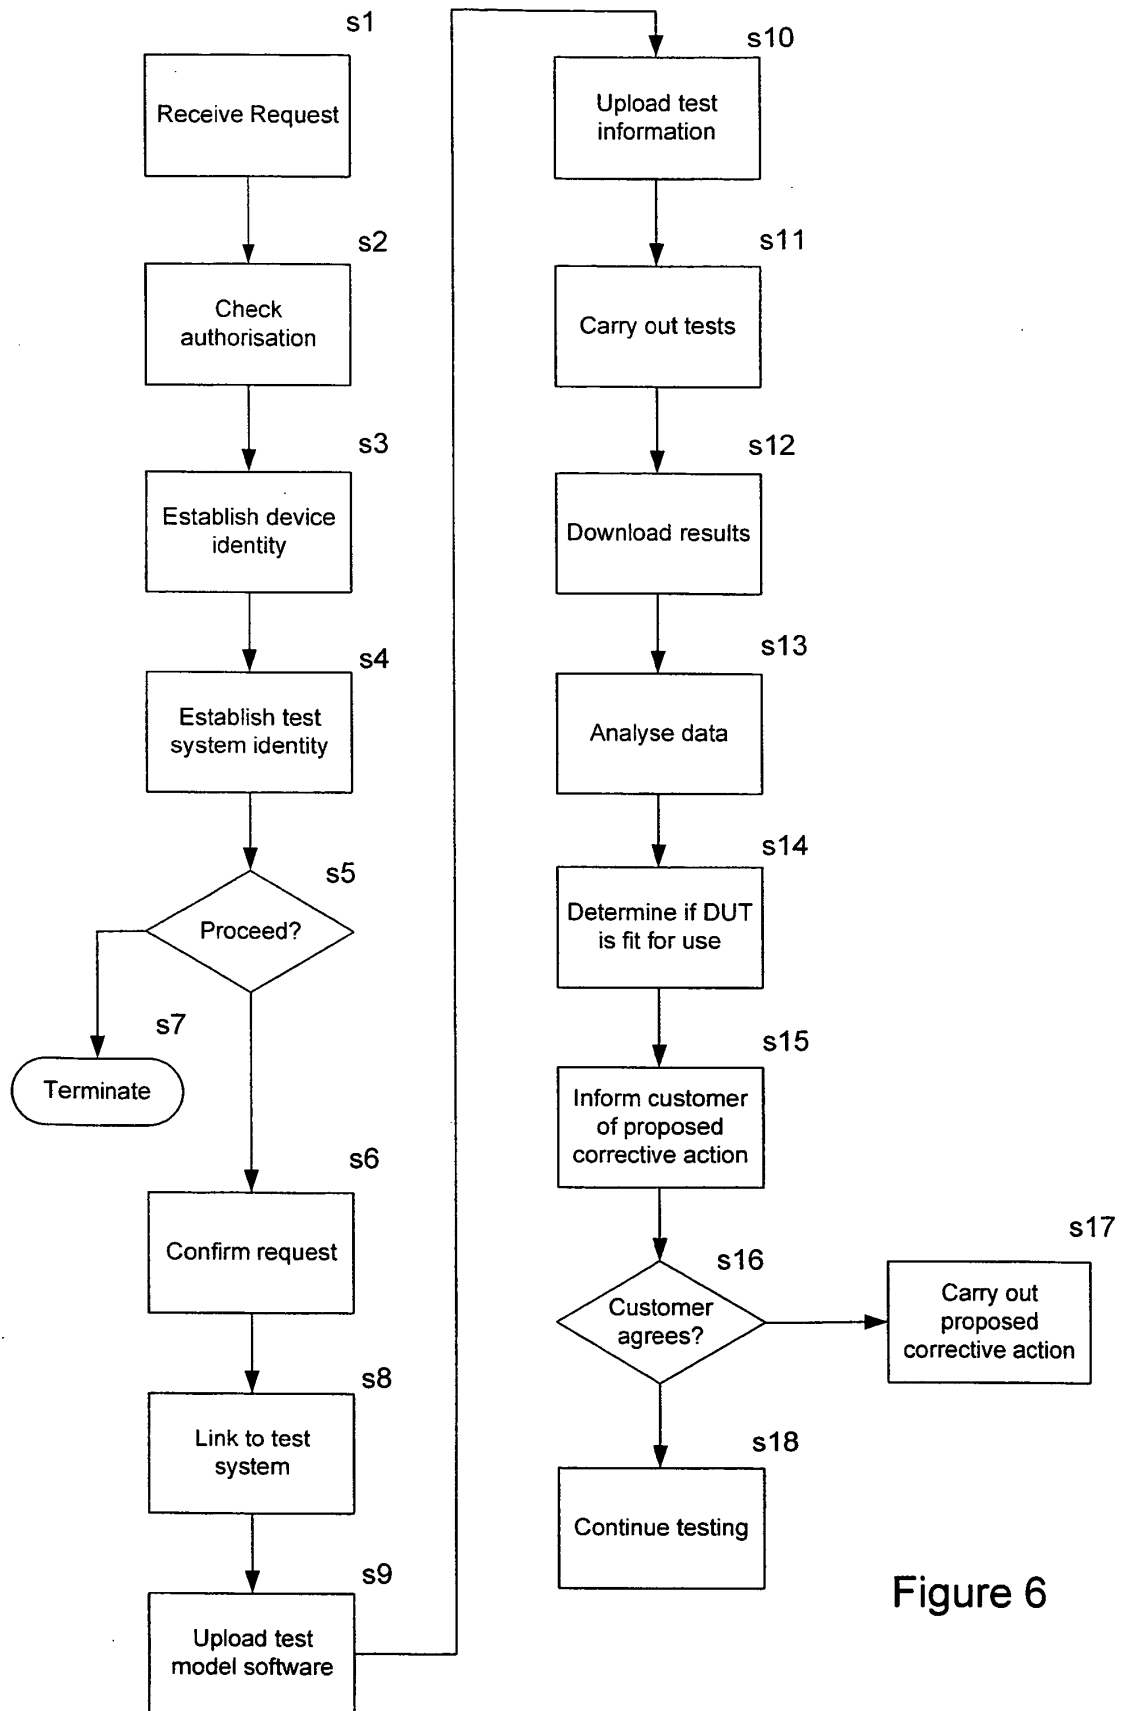 s1
Receive Request
s2
Check
authorisation
s3
Establish device
identity
s4
Establish test
system identity
s5
Proceed?
s7
Terminate
s6
Confirm request
s8
Link to test
system
s9
Upload test
model software
s10
Upload test
information
s11
Carry out tests
s12
Download results
s13
Analyse data
s14
Determine if DUT
is fit for use
s15
Inform customer
of proposed
corrective action
s16
Customer
agrees?
s17
Carry out
proposed
corrective action
s18
Continue testing
Figure 6